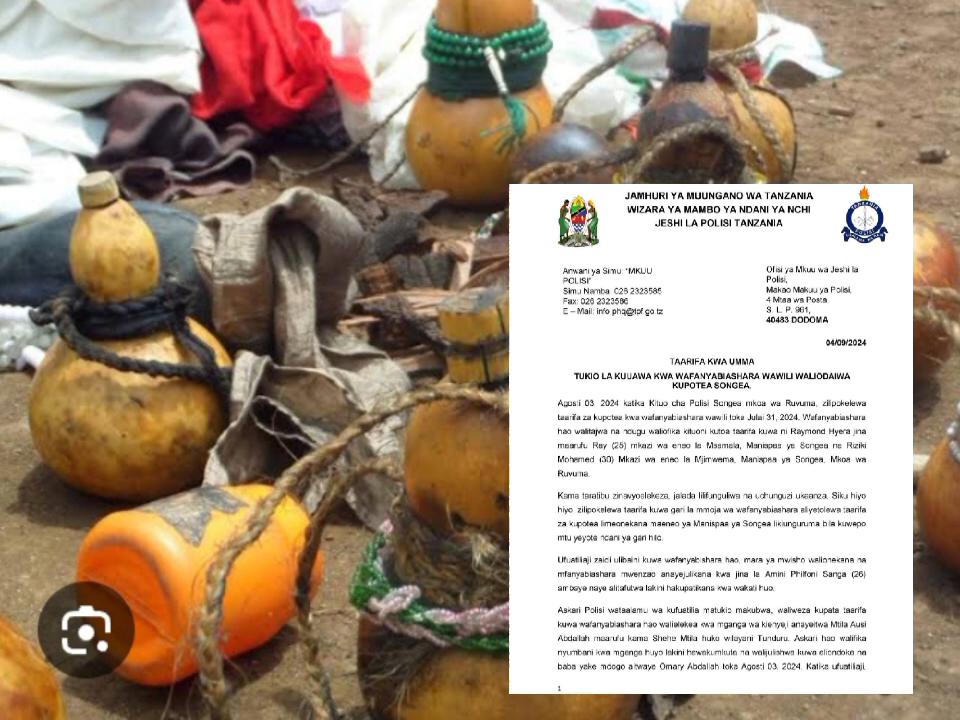 JAMHURI YA MUUNGANO WA TANZANIA
WIZARA YA MAMBO YA NDANI YA NCHI
JESHI LA POLISI TANZANIA
Anwani ya Simu: "MKUU
POLISI"
Simu Namba: 026 2323585
Fax: 026 2323586
E – Mail: info.phq@tpf.go.tz
Ofisi ya Mkuu wa Jeshi la
Polisi,
Makao Makuu ya Polisi,
4 Mtaa wa Posta,
S. L. P. 961,
40483 DODOMA
04/09/2024
TAARIFA KWA UMMA
TUKIO LA KUUAWA KWA WAFANYABIASHARA WAWILI WALIODAIWA
KUPOTEA SONGEA.
Agosti 03, 2024 katika Kituo cha Polisi Songea mkoa wa Ruvuma, zilipokelewa
taarifa za kupotea kwa wafanyabiashara wawili toka Julai 31, 2024. Wafanyabiashara
hao walitajwa na ndugu waliofika kituoni kutoa taarifa kuwa ni Raymond Hyera jina
maarufu Ray (25) mkazi wa eneo la Msamala, Manispaa ya Songea na Riziki
Mohamed (30) Mkazi wa eneo la Mjimwema, Manispaa ya Songea, Mkoa wa
Ruvuma.
Kama taratibu zinavyoelekeza, jalada lilifunguliwa na uchunguzi ukeanza. Siku hiyo
hiyo, zilipokelewa taarifa kuwa gari la mmoja wa wafanyabiashara aliyetolewa taarifa
za kupotea limeonekana maeneo ya Manispaa ya Songea likiunguruma bila kuwepo
mtu yeyote ndani ya gari hilo.
Ufuatiliaji zaidi ulibaini kuwa wafanyabishara hao, mara ya mwisho walionekana na
mfanyabiashara mwenzao anayejulikana kwa jina la Amini Philfoni Sanga (26)
ambaye naye alitafutwa lakini hakupatikana kwa wakati huo.
Askari Polisi wataalamu wa kufuatilia matukio makubwa, waliweza kupata taarifa
kuwa wafanyabiashara hao walielekea kwa mganga wa kienyeji anayeitwa Mtila Ausi
Abdallah maarufu kama Shehe Mtila huko wilayani Tunduru. Askari hao walifika
nyumbani kwa mganga huyo lakini hawakumkuta na walijulishwa kuwa aliondoka na
baba yake mdogo aitwaye Omary Abdallah toka Agosti 03, 2024. Katika ufuatiliaji,
1